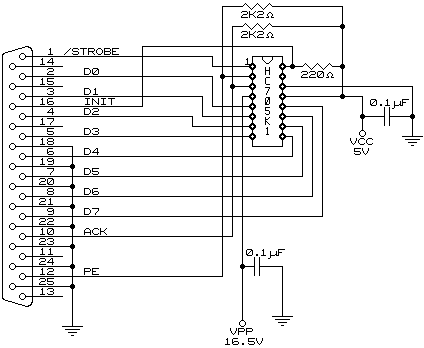 2K2Ω
2K2Ω
1 /STROBE
14
2 D0
15
3 D1
16 INIT
4 D2
17
5 D3
18
6 D4
19
7 D5
20
8 D6
21
9 D7
22
10 ACK
23
11
24
12 PE
25
13
1
HC705K1
220Ω
0.1µF
VCC
5V
0.1µF
VPP
16.5V